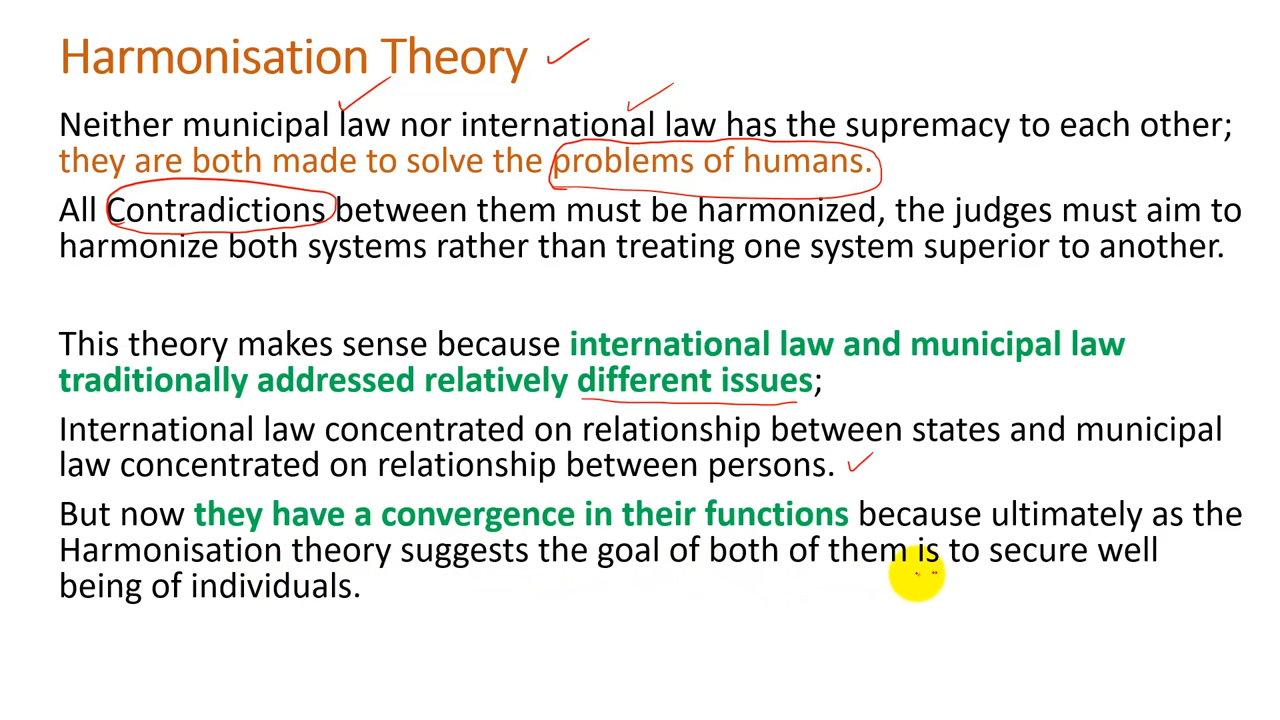 Harmonisation Theory
Neither municipal law nor international law has the supremacy to each other;
they are both made to solve the problems of humans.
All Contradictions between them must be harmonized, the judges must aim to
harmonize both systems rather than treating one system superior to another.
This theory makes sense because international law and municipal law
traditionally addressed relatively different issues;
International law concentrated on relationship between states and municipal
law concentrated on relationship between persons.
But now they have a convergence in their functions because ultimately as the
Harmonisation theory suggests the goal of both of them is to secure well
being of individuals.